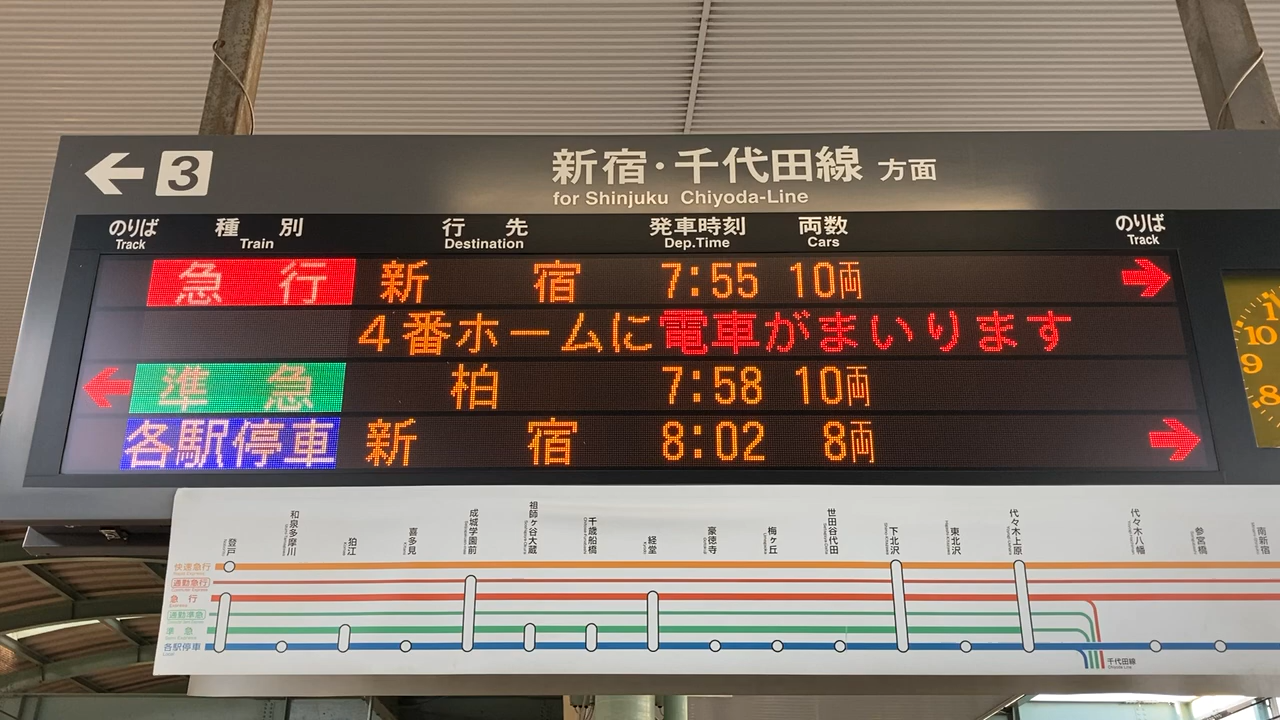 ← 3 新宿・千代田線 方面
for Shinjuku Chiyoda-Line
のりば 種別 行先 発車時刻 両数 のりば
Track Train Destination Dep.Time Cars Track
急行 新宿 7:55 10両 →
4番ホームに電車がまいります
← 準急 柏 7:58 10両
各駅停車 新宿 8:02 8両 →
1
10
9
8
登戸 和泉多摩川 狛江 喜多見 成城学園前 祖師ヶ谷大蔵 千歳船橋 経堂 豪徳寺 梅ヶ丘 世田谷代田 下北沢 東北沢 代々木上原 代々木八幡 参宮橋 南新宿
快速急行
通勤急行
急行
通勤準急
準急
各駅停車
Local
千代田線